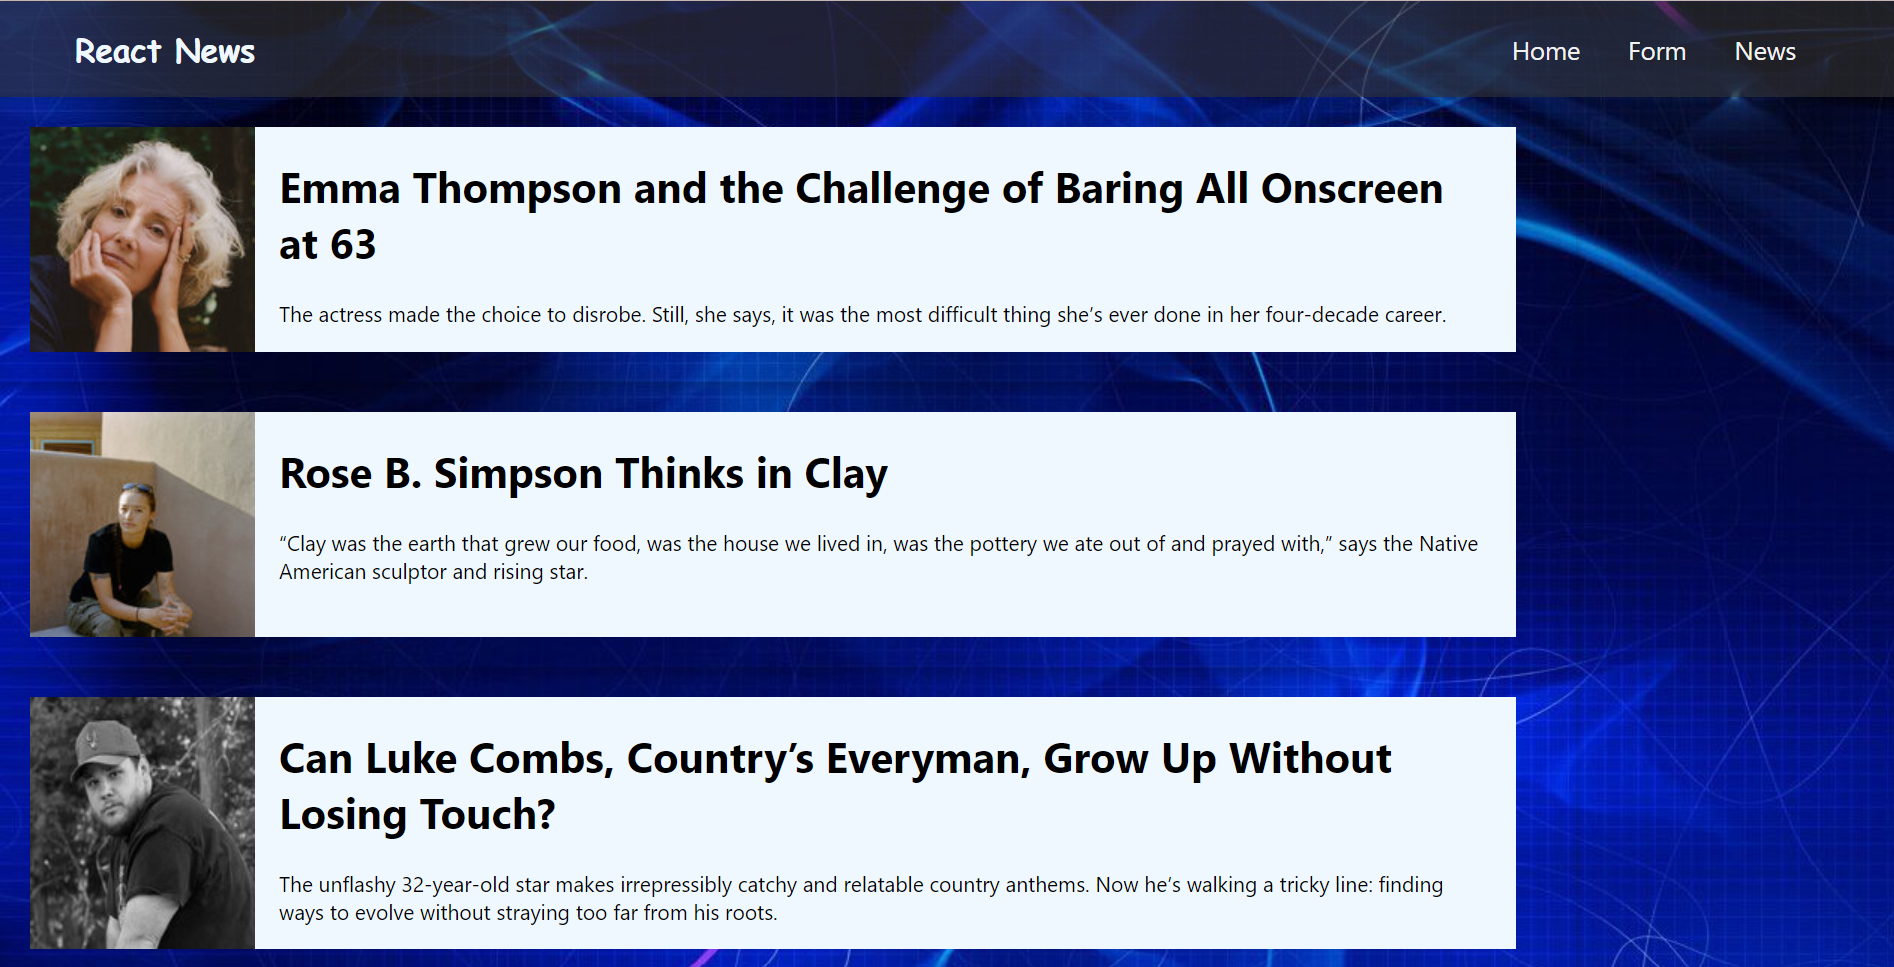 React News
Home Form News
Emma Thompson and the Challenge of Baring All Onscreen
at 63
The actress made the choice to disrobe. Still, she says, it was the most difficult thing she’s ever done in her four-decade career.
Rose B. Simpson Thinks in Clay
“Clay was the earth that grew our food, was the house we lived in, was the pottery we ate out of and prayed with,” says the Native
American sculptor and rising star.
Can Luke Combs, Country’s Everyman, Grow Up Without
Losing Touch?
The unflashy 32-year-old star makes irrepressibly catchy and relatable country anthems. Now he’s walking a tricky line: finding
ways to evolve without straying too far from his roots.